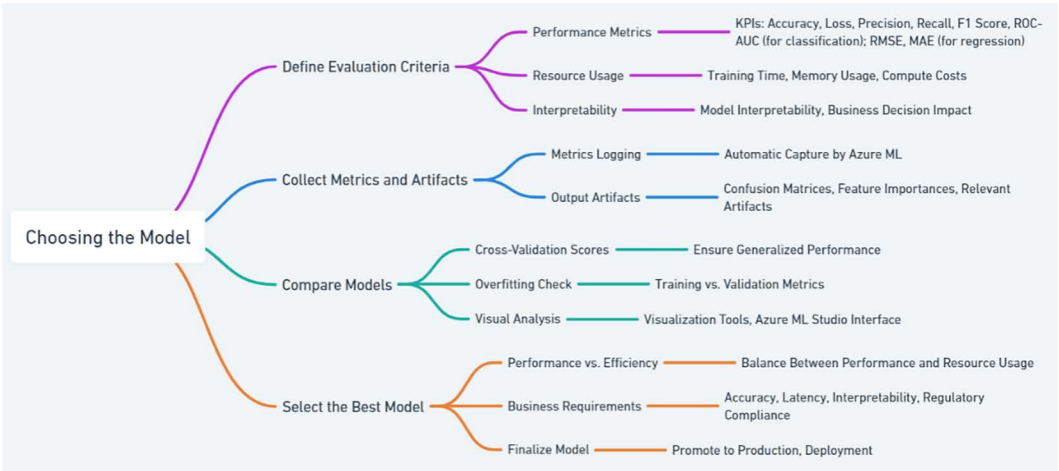 Choosing the Model
Define Evaluation Criteria
Performance Metrics
KPIs: Accuracy, Loss, Precision, Recall, F1 Score, ROC-
AUC (for classification); RMSE, MAE (for regression)
Resource Usage
Training Time, Memory Usage, Compute Costs
Interpretability
Model Interpretability, Business Decision Impact
Collect Metrics and Artifacts
Metrics Logging
Automatic Capture by Azure ML
Output Artifacts
Confusion Matrices, Feature Importances, Relevant
Artifacts
Compare Models
Cross-Validation Scores
Ensure Generalized Performance
Overfitting Check
Training vs. Validation Metrics
Visual Analysis
Visualization Tools, Azure ML Studio Interface
Select the Best Model
Performance vs. Efficiency
Balance Between Performance and Resource Usage
Business Requirements
Accuracy, Latency, Interpretability, Regulatory
Compliance
Finalize Model
Promote to Production, Deployment